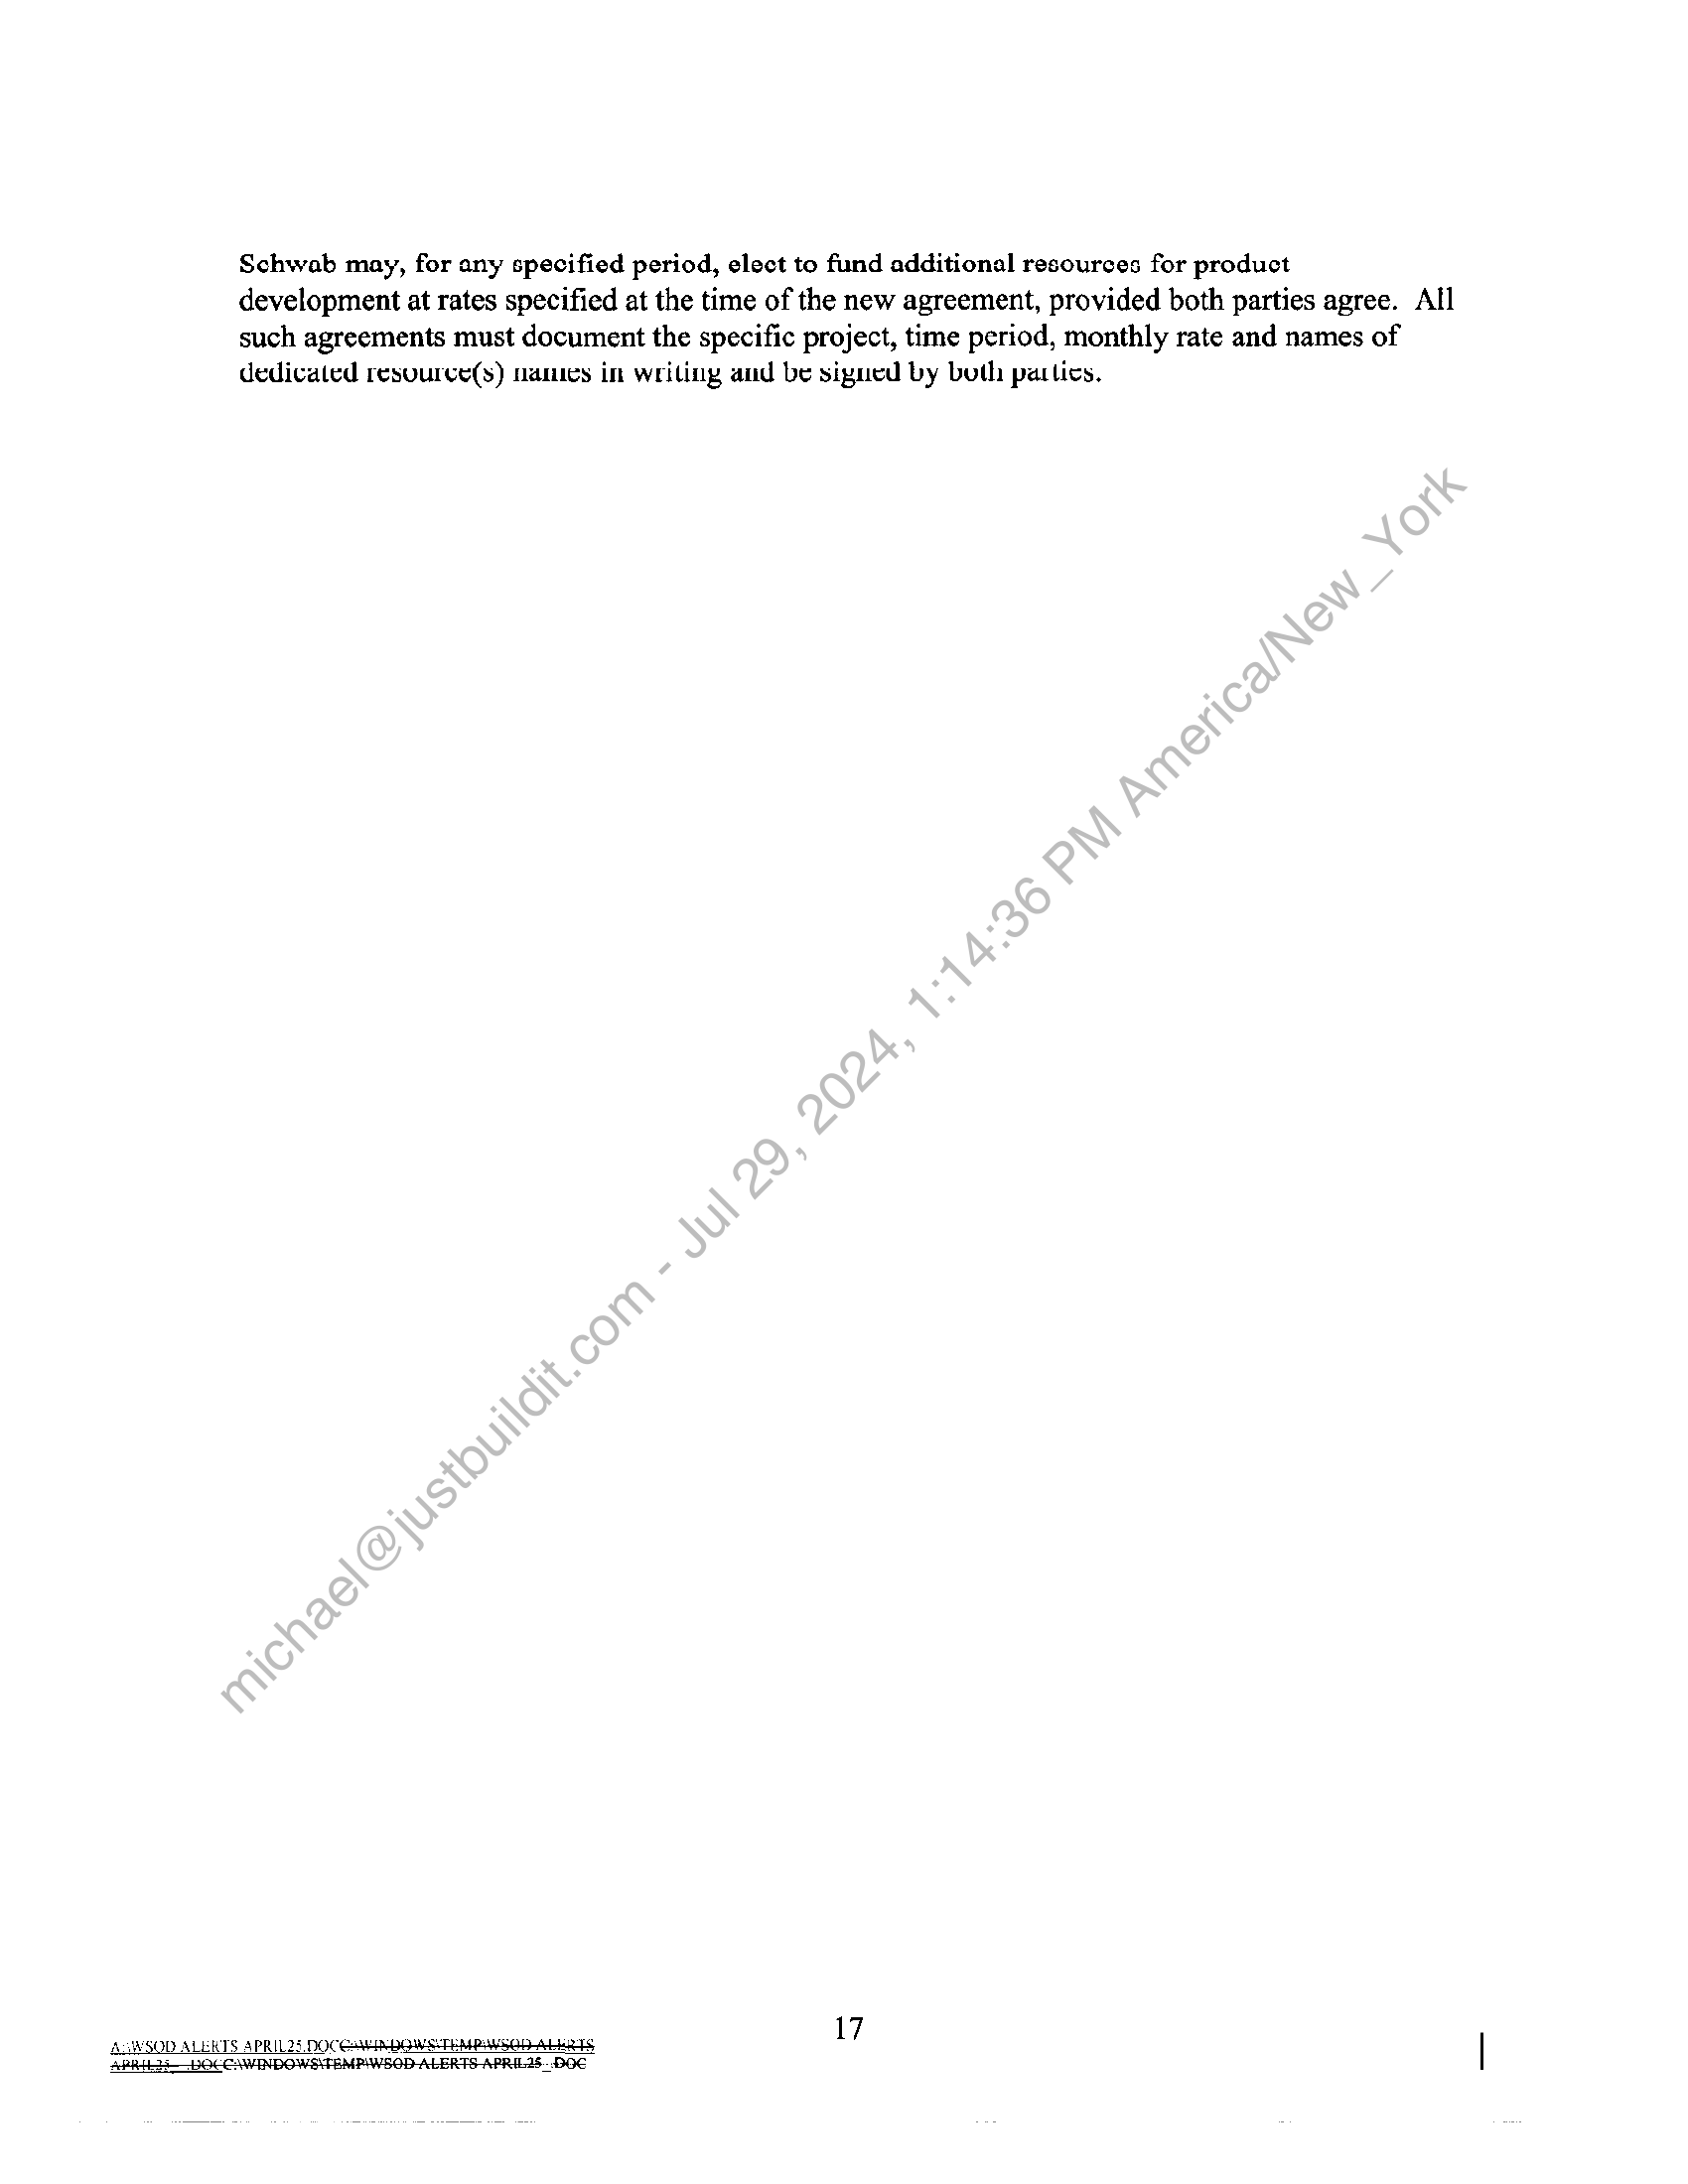 Schwab may, for any specified period, elect to fund additional resources for product
development at rates specified at the time of the new agreement, provided both parties agree. All
such agreements must document the specific project, time period, monthly rate and names of
dedicated resource(s) names in writing and be signed by both parties.
michael@justbuildit.com - Jul 29, 2024, 1:14:36 PM America/New_York
17
A:\WSOD ALERTS APRIL25.DOCC:\WINDOWS\TEMP\WSOD ALERTS
APRIL25_ .DOCC:\WINDOWS\TEMP\WSOD ALERTS APRIL25_.DOC